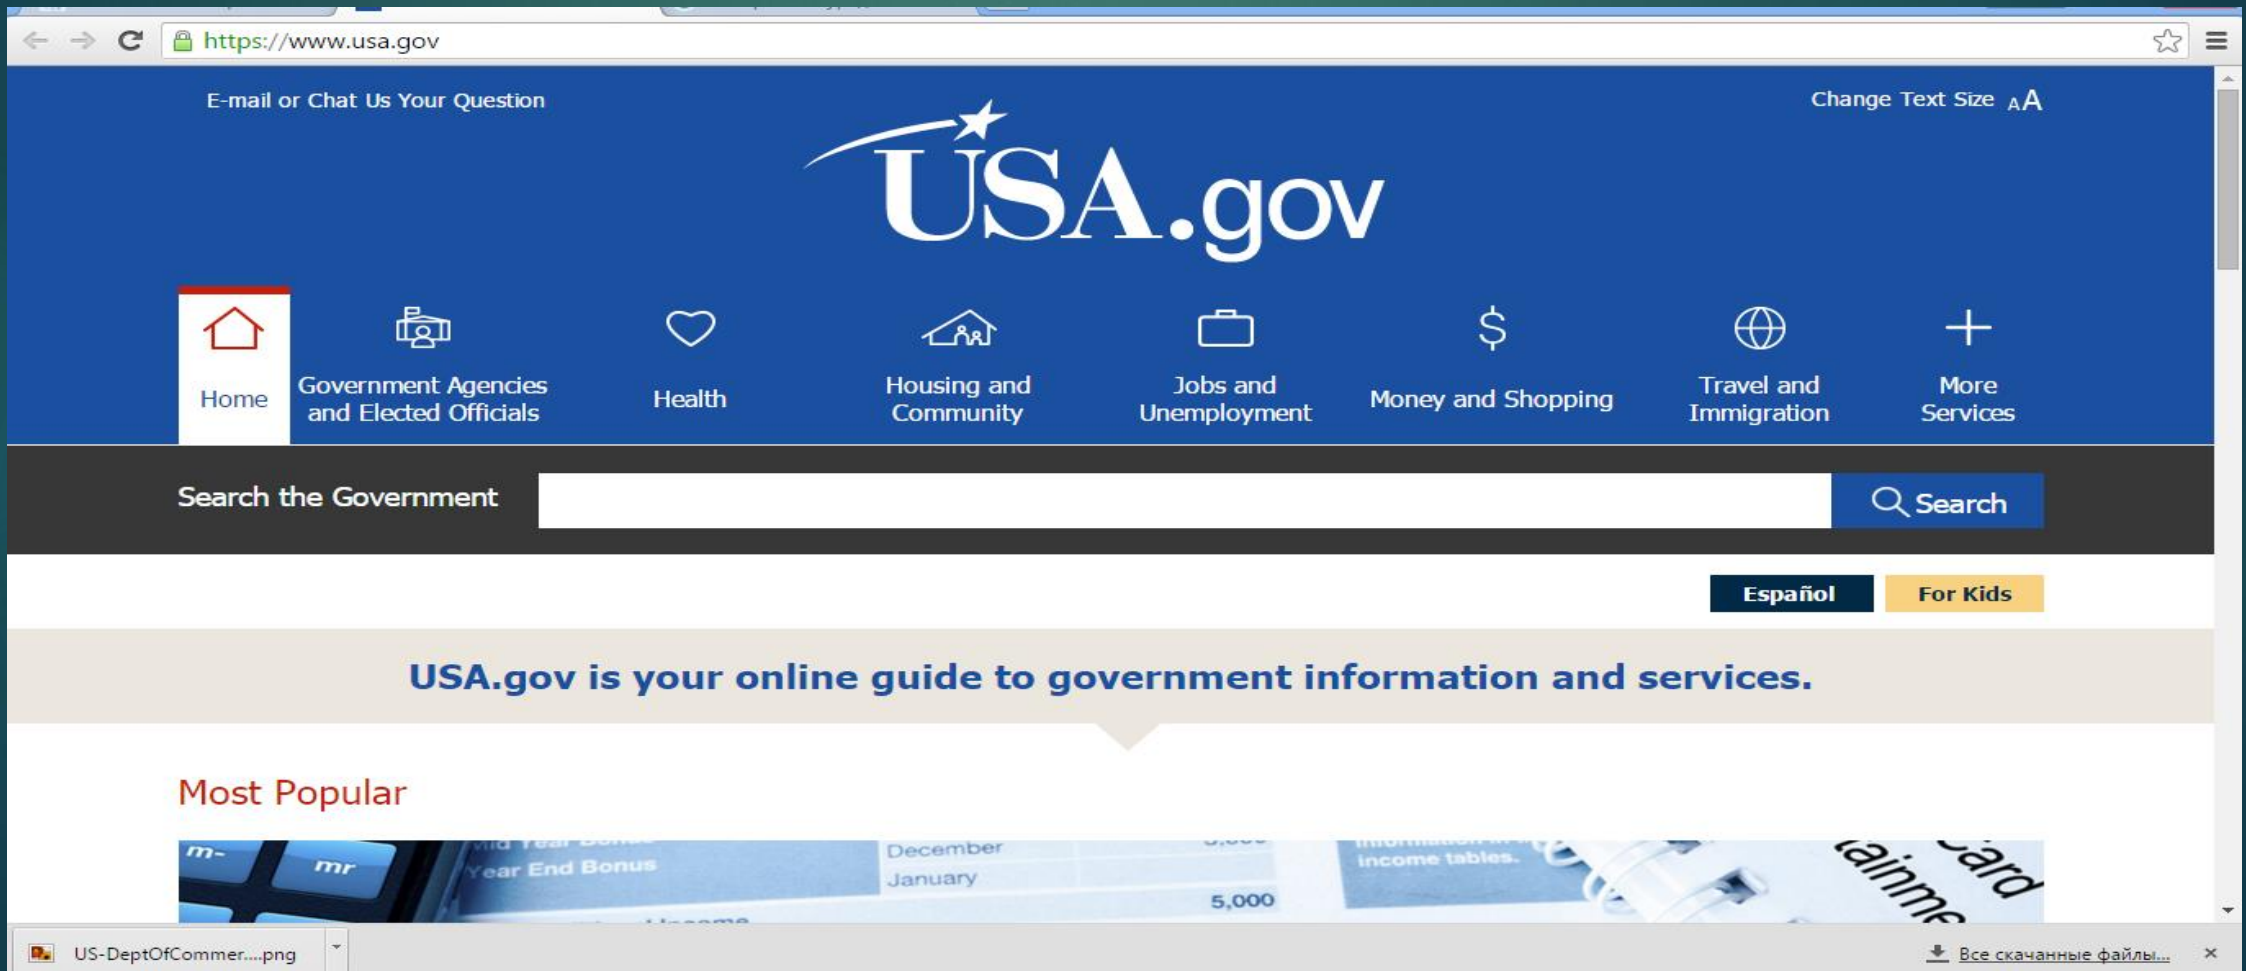 https://www.usa.gov
E-mail or Chat Us Your Question
Change Text Size AA
USA.gov
Home
Government Agencies
and Elected Officials
Health
Housing and
Community
Jobs and
Unemployment
Money and Shopping
Travel and
Immigration
More
Services
Search the Government
Search
Español
For Kids
USA.gov is your online guide to government information and services.
Most Popular
m-
mr
Year End Bonus
December
January
5,000
income tables.
Card
US-DeptOfCommer....png
Все скачанные файлы...